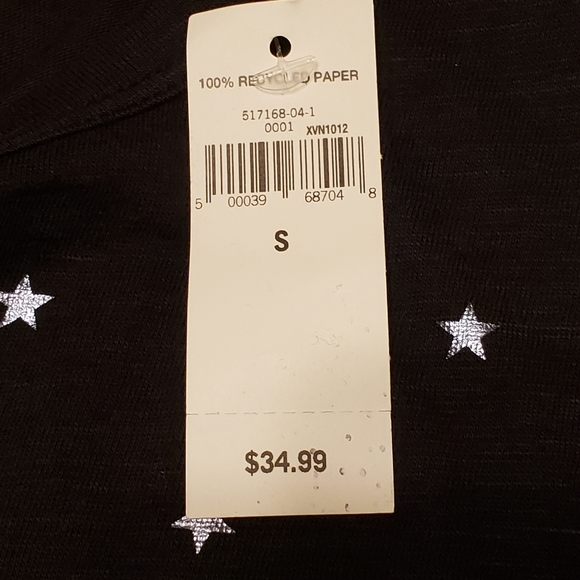 100% RECYCLED PAPER
517168-04-1
0001 XVN1012
5 00039 68704 8
S
$34.99